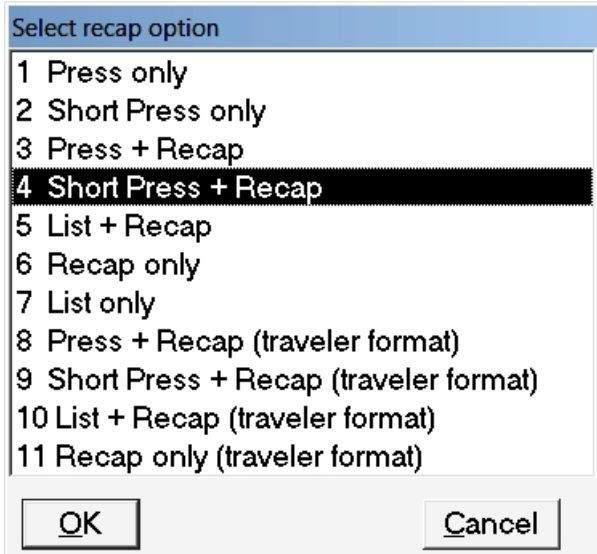 Select recap option
1 Press only
2 Short Press only
3 Press + Recap
4 Short Press + Recap
5 List + Recap
6 Recap only
7 List only
8 Press + Recap (traveler format)
9 Short Press + Recap (traveler format)
10 List + Recap (traveler format)
11 Recap only (traveler format)
OK Cancel